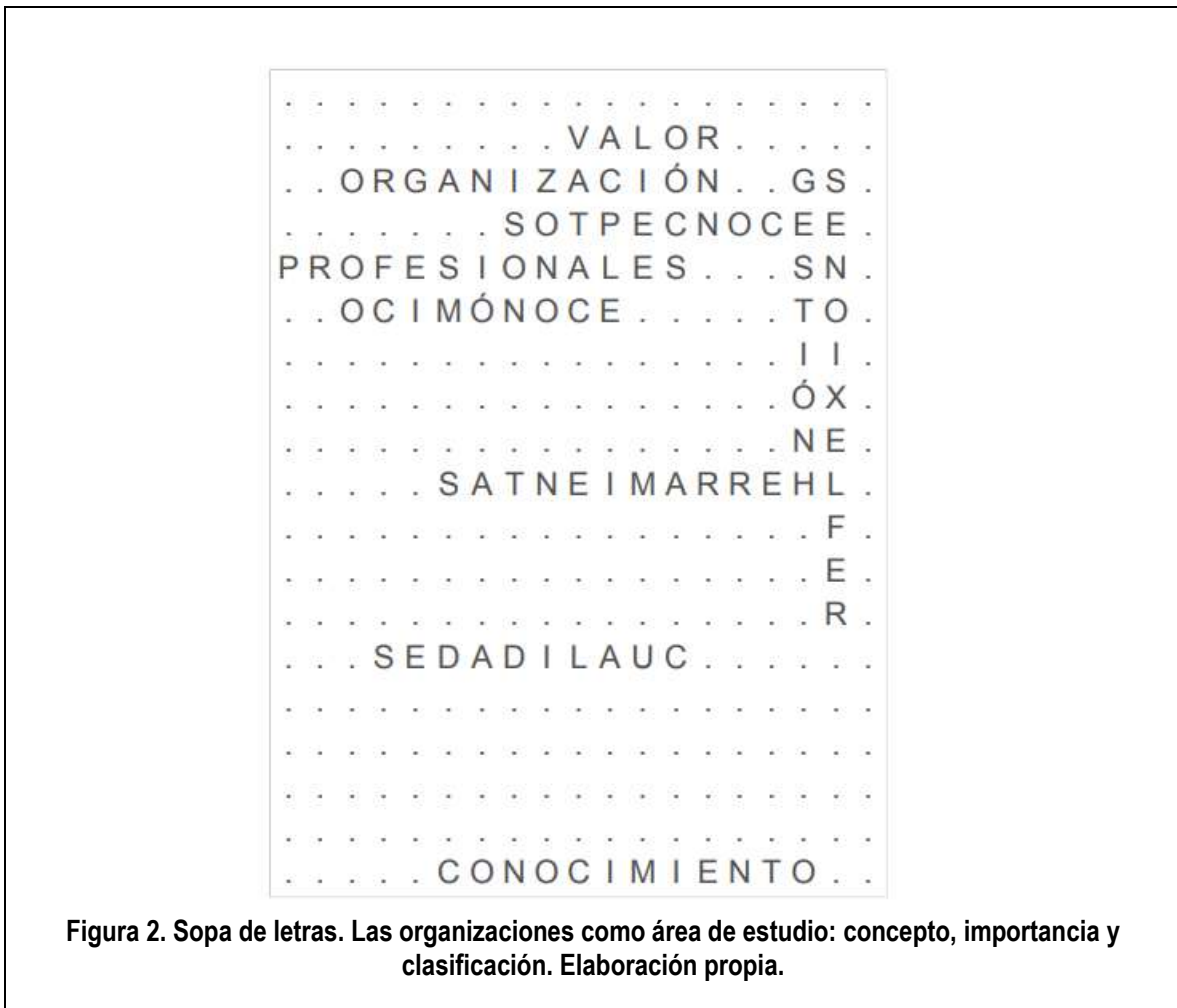 . . . . . . . . . . . . . . . . . . .
. . . . . . . . . V A L O R . . . . .
. . O R G A N I Z A C I Ó N . . G S .
. . . . . . . S O T P E C N O C E E .
P R O F E S I O N A L E S . . . S N .
. . O C I M Ó N O C E . . . . . T O .
. . . . . . . . . . . . . . . . I I .
. . . . . . . . . . . . . . . . Ó X .
. . . . . . . . . . . . . . . . N E .
. . . . . S A T N E I M A R R E H L .
. . . . . . . . . . . . . . . . . F .
. . . . . . . . . . . . . . . . . E .
. . . . . . . . . . . . . . . . . R .
. . . S E D A D I L A U C . . . . . .
. . . . . . . . . . . . . . . . . . .
. . . . . . . . . . . . . . . . . . .
. . . . . . . . . . . . . . . . . . .
. . . . . . . . . . . . . . . . . . .
. . . . . C O N O C I M I E N T O . .
Figura 2. Sopa de letras. Las organizaciones como área de estudio: concepto, importancia y
clasificación. Elaboración propia.